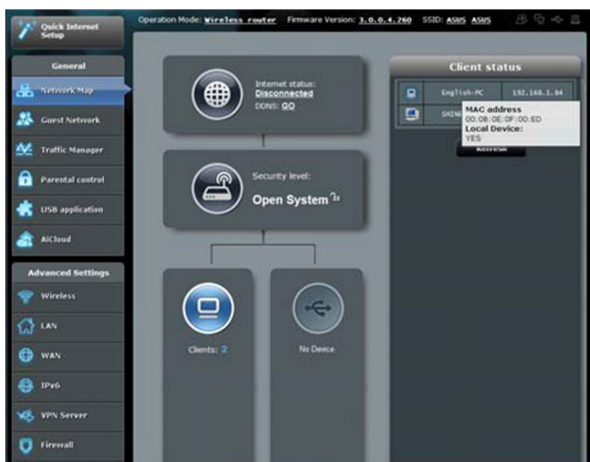 Quick Internet
Setup
Operation Mode: Wireless router Firmware Version: 3.0.0.4.260 SSID: ASUS ASUS
General
Network Map
Guest Network
Traffic Manager
Parental control
USB application
AiCloud
Advanced Settings
Wireless
LAN
WAN
IPv6
VPN Server
Firewall
Internet status:
Disconnected
DDNS: GO
Security level:
Open System
Clients: 2
No Device
Client status
English-PC 192.168.1.84
MAC address
00:08:0E:0F:00:ED
Local Device:
YES
Refresh